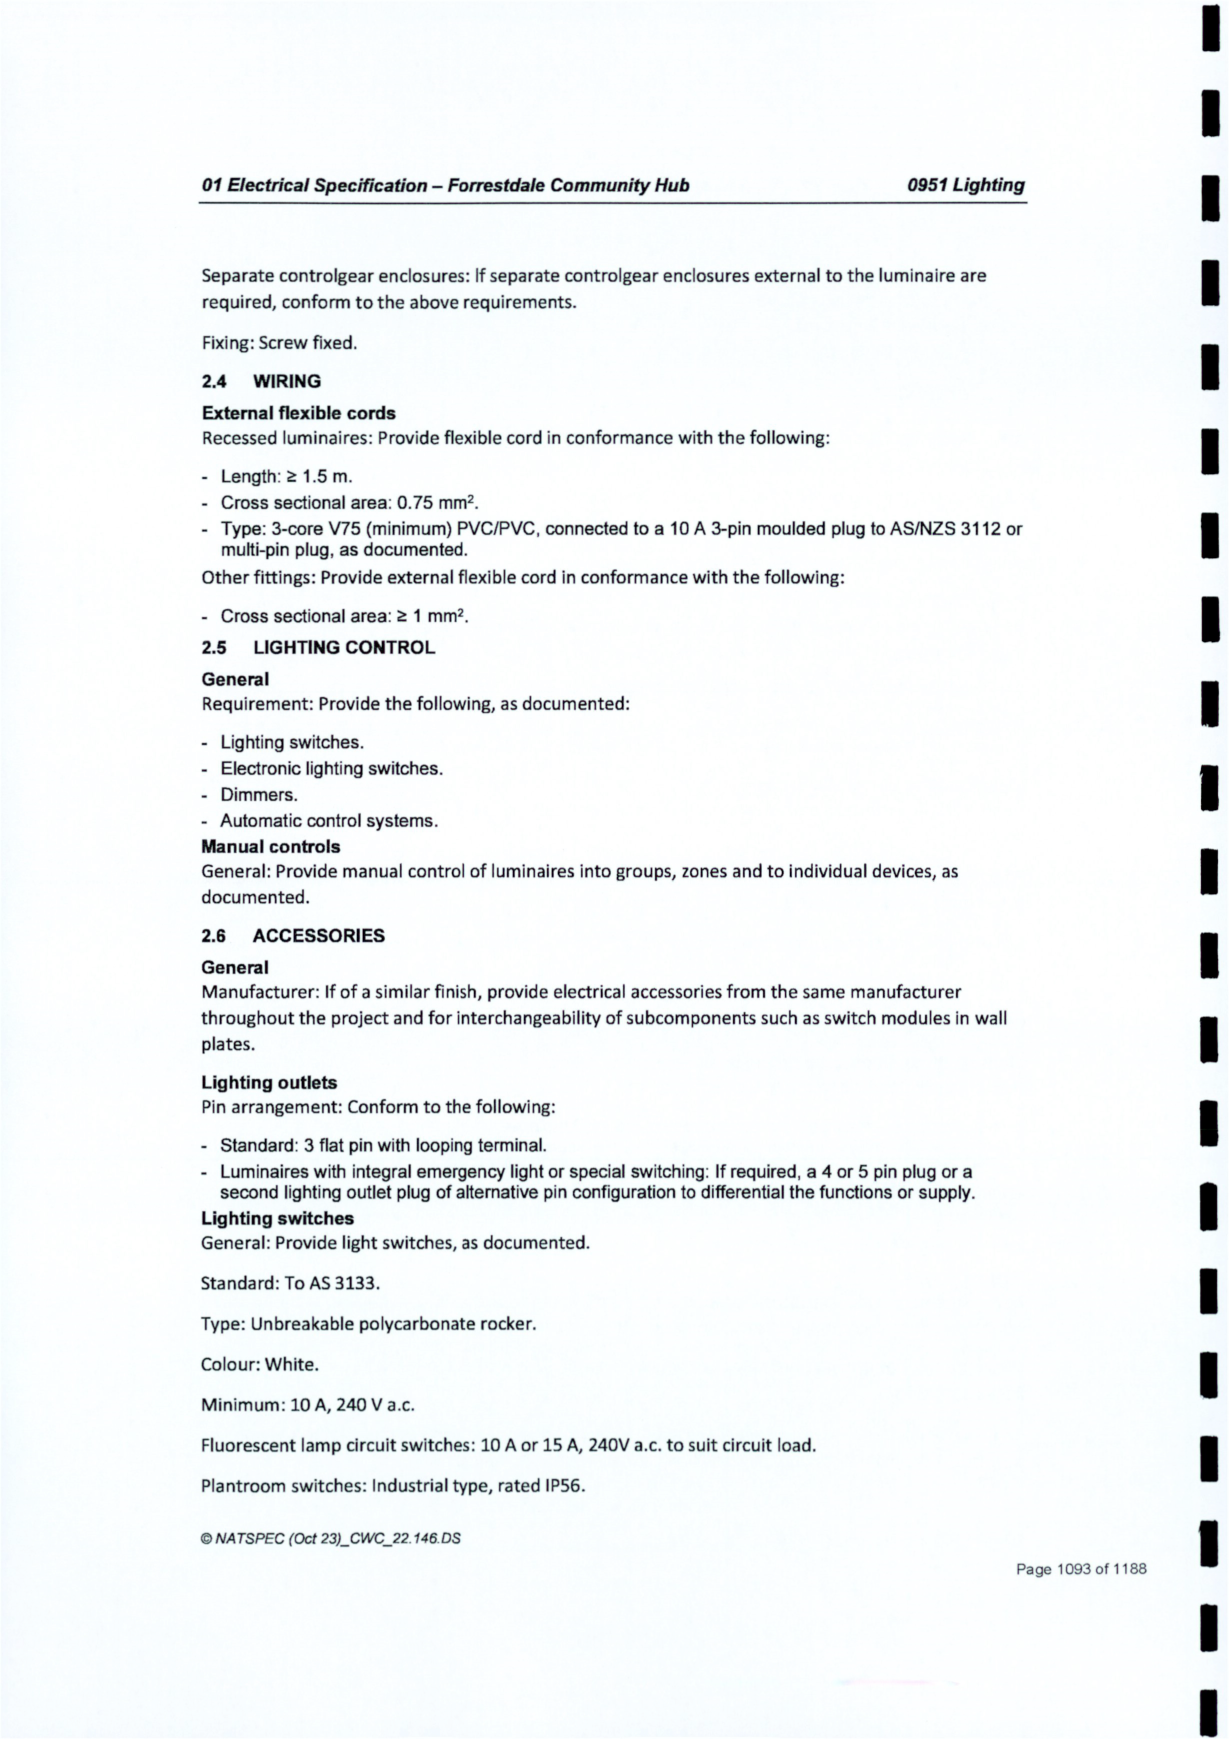 01 Electrical Specification – Forrestdale Community Hub 0951 Lighting
Separate controlgear enclosures: If separate controlgear enclosures external to the luminaire are
required, conform to the above requirements.
Fixing: Screw fixed.
2.4 WIRING
External flexible cords
Recessed luminaires: Provide flexible cord in conformance with the following:
- Length: ≥ 1.5 m.
- Cross sectional area: 0.75 mm².
- Type: 3-core V75 (minimum) PVC/PVC, connected to a 10 A 3-pin moulded plug to AS/NZS 3112 or
multi-pin plug, as documented.
Other fittings: Provide external flexible cord in conformance with the following:
- Cross sectional area: ≥ 1 mm².
2.5 LIGHTING CONTROL
General
Requirement: Provide the following, as documented:
- Lighting switches.
- Electronic lighting switches.
- Dimmers.
- Automatic control systems.
Manual controls
General: Provide manual control of luminaires into groups, zones and to individual devices, as
documented.
2.6 ACCESSORIES
General
Manufacturer: If of a similar finish, provide electrical accessories from the same manufacturer
throughout the project and for interchangeability of subcomponents such as switch modules in wall
plates.
Lighting outlets
Pin arrangement: Conform to the following:
- Standard: 3 flat pin with looping terminal.
- Luminaires with integral emergency light or special switching: If required, a 4 or 5 pin plug or a
second lighting outlet plug of alternative pin configuration to differential the functions or supply.
Lighting switches
General: Provide light switches, as documented.
Standard: To AS 3133.
Type: Unbreakable polycarbonate rocker.
Colour: White.
Minimum: 10 A, 240 V a.c.
Fluorescent lamp circuit switches: 10 A or 15 A, 240V a.c. to suit circuit load.
Plantroom switches: Industrial type, rated IP56.
© NATSPEC (Oct 23)_CWC_22.146.DS
Page 1093 of 1188